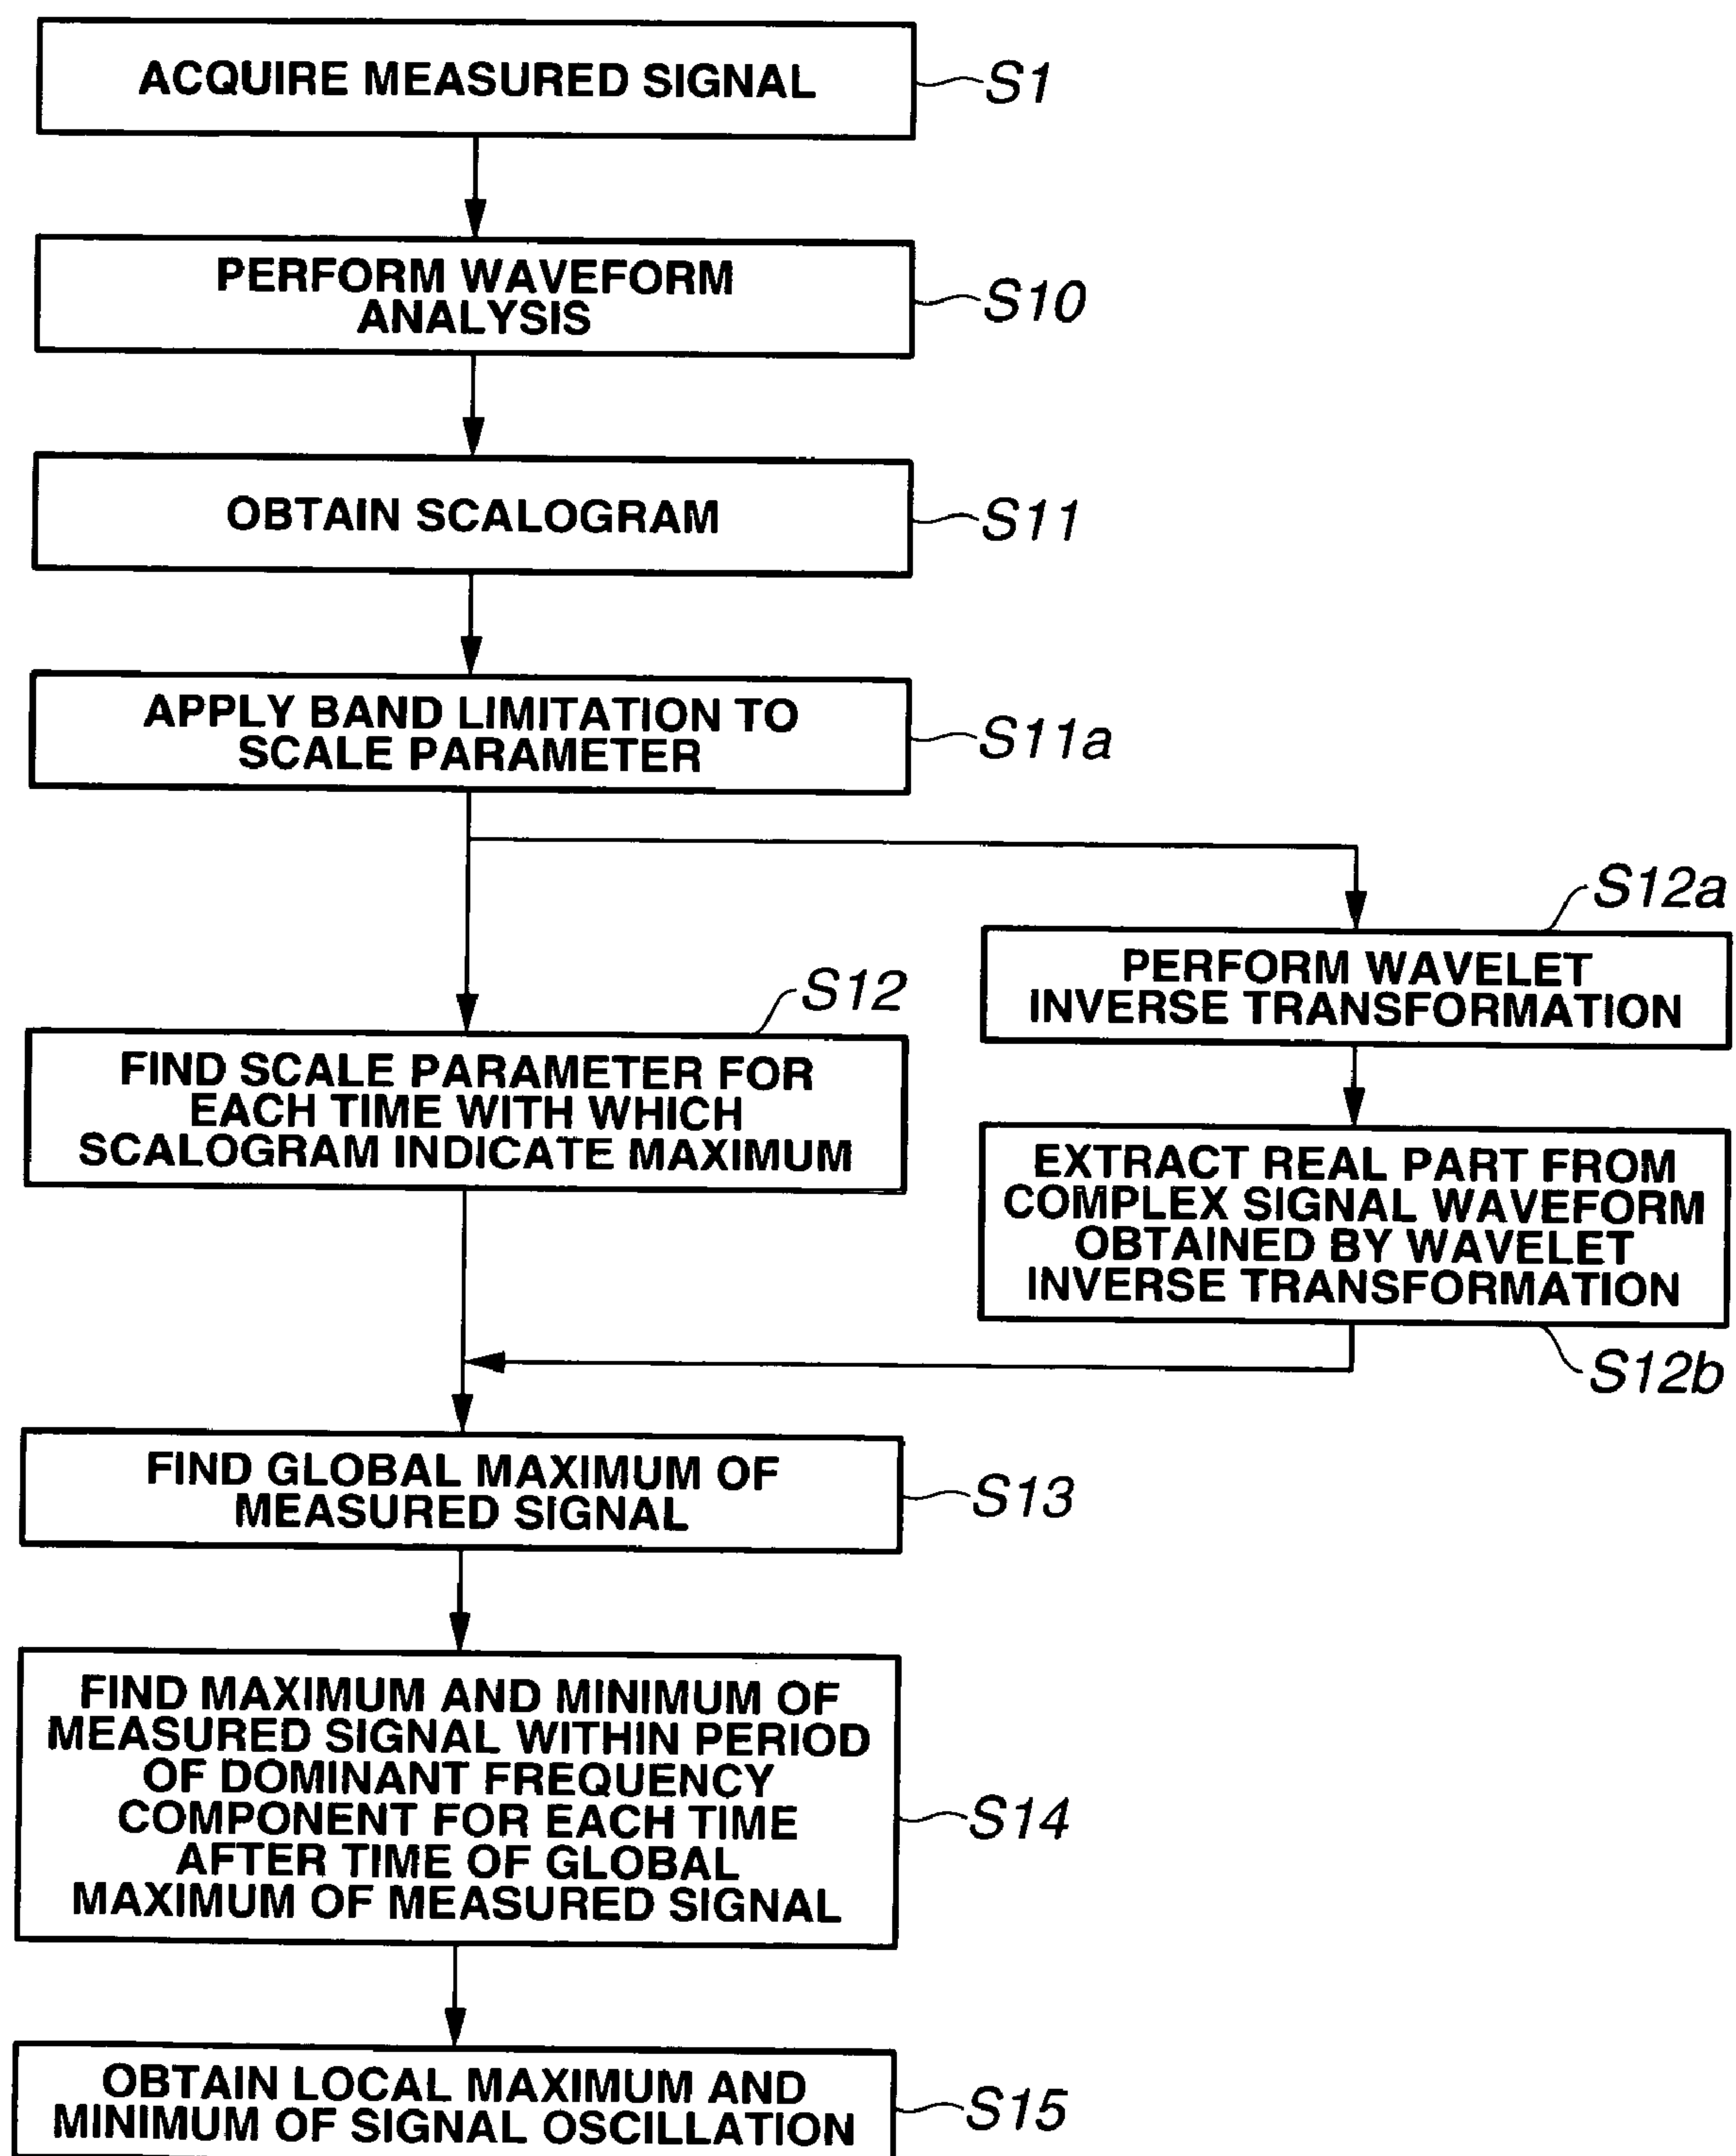 ACQUIRE MEASURED SIGNAL
S1
PERFORM WAVEFORM
ANALYSIS
S10
OBTAIN SCALOGRAM
S11
APPLY BAND LIMITATION TO
SCALE PARAMETER
S11a
S12a
PERFORM WAVELET
INVERSE TRANSFORMATION
S12
FIND SCALE PARAMETER FOR
EACH TIME WITH WHICH
SCALOGRAM INDICATE MAXIMUM
EXTRACT REAL PART FROM
COMPLEX SIGNAL WAVEFORM
OBTAINED BY WAVELET
INVERSE TRANSFORMATION
S12b
FIND GLOBAL MAXIMUM OF
MEASURED SIGNAL
S13
FIND MAXIMUM AND MINIMUM OF
MEASURED SIGNAL WITHIN PERIOD
OF DOMINANT FREQUENCY
COMPONENT FOR EACH TIME
AFTER TIME OF GLOBAL
MAXIMUM OF MEASURED SIGNAL
S14
OBTAIN LOCAL MAXIMUM AND
MINIMUM OF SIGNAL OSCILLATION
S15